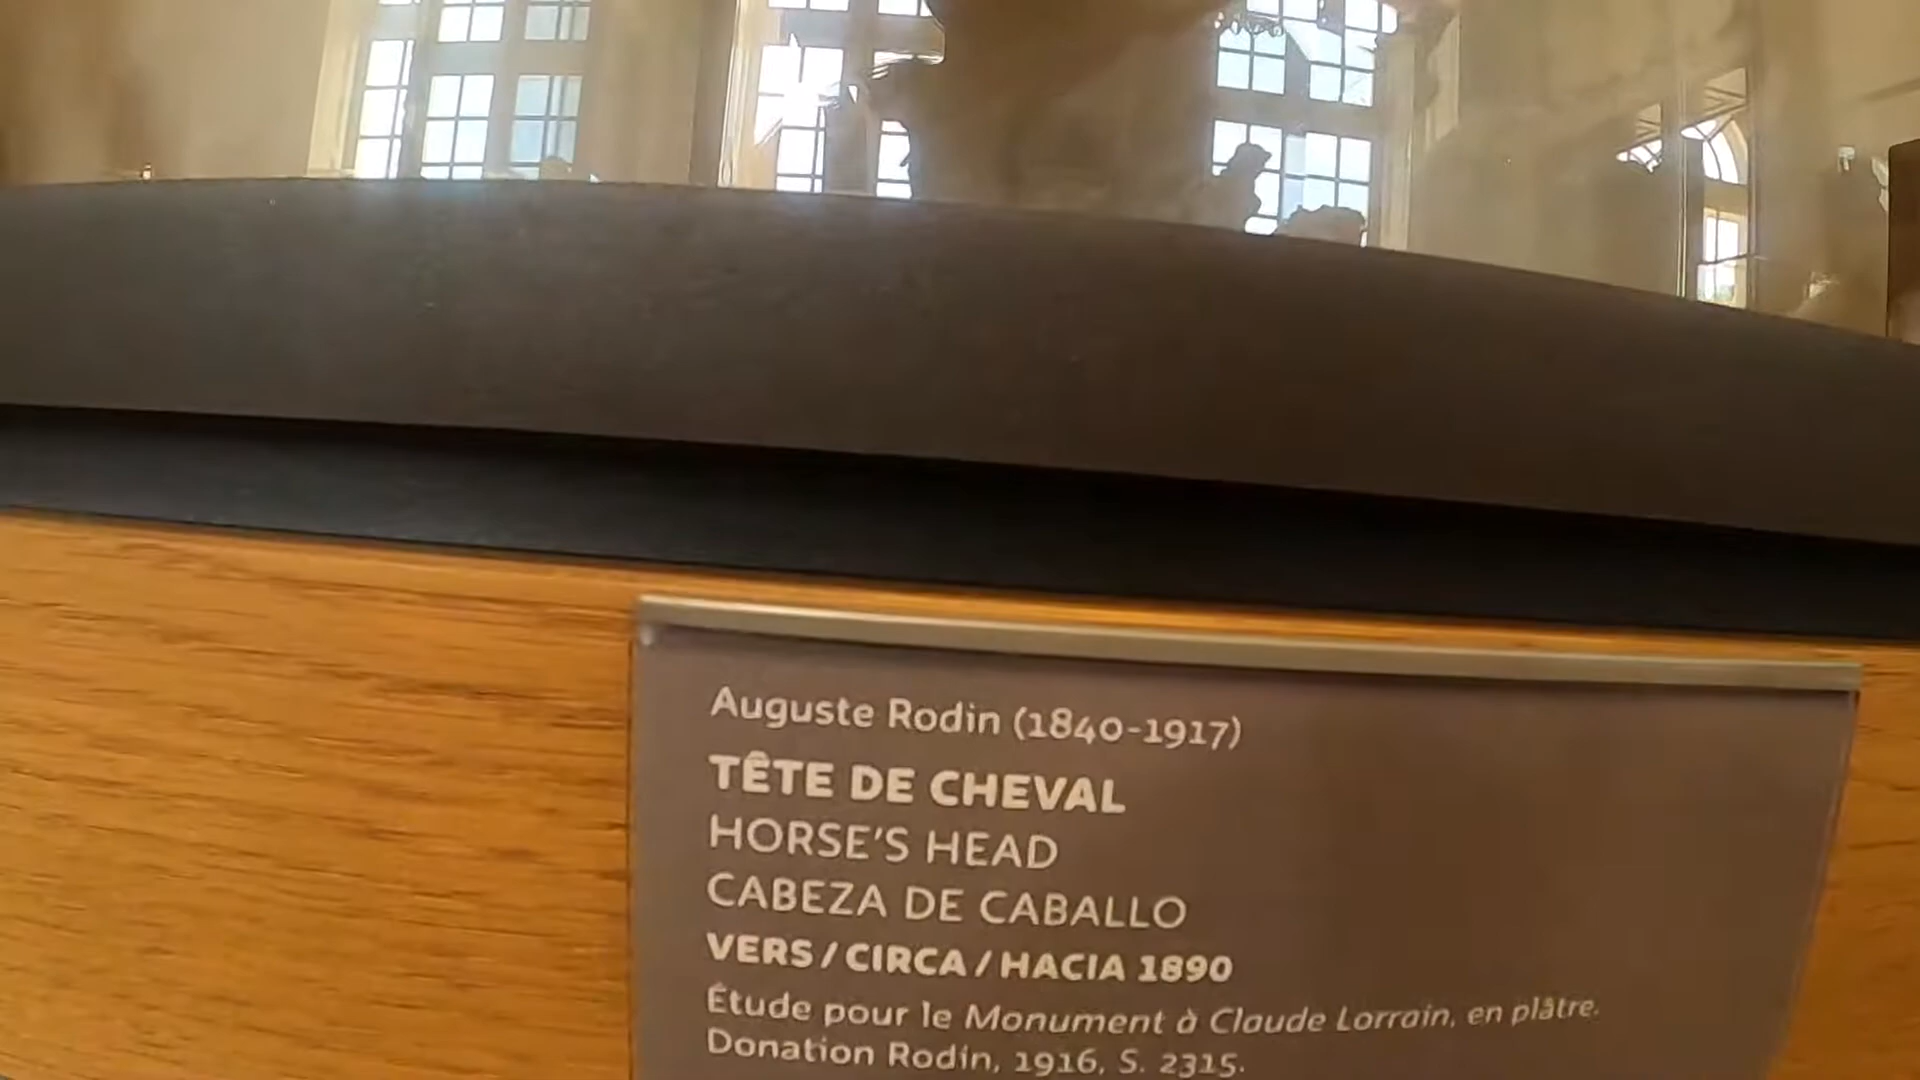 Auguste Rodin (1840-1917)
TÊTE DE CHEVAL
HORSE'S HEAD
CABEZA DE CABALLO
VERS / CIRCA / HACIA 1890
Étude pour le Monument à Claude Lorrain, en plâtre.
Donation Rodin, 1916, S. 2315.